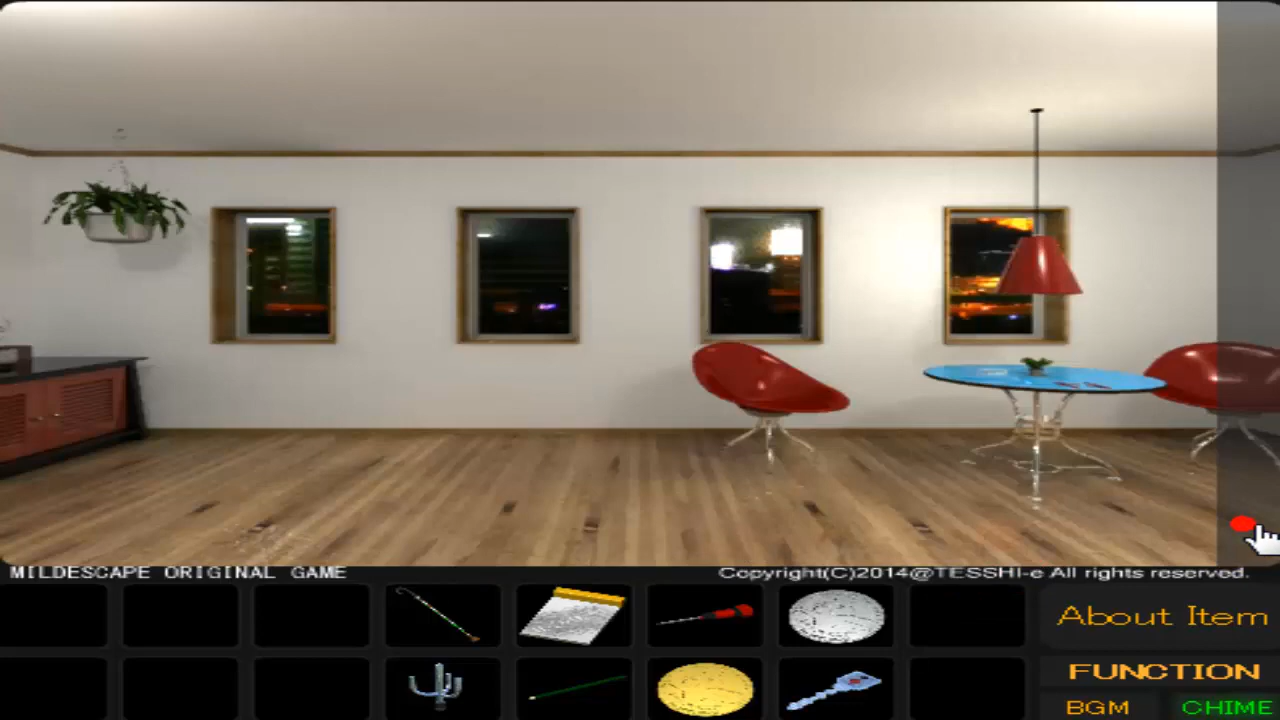 MILDESCAPE ORIGINAL GAME
Copyright(C)2014@TESSHI-e All rights reserved.
About Item
FUNCTION
BGM
CHIME